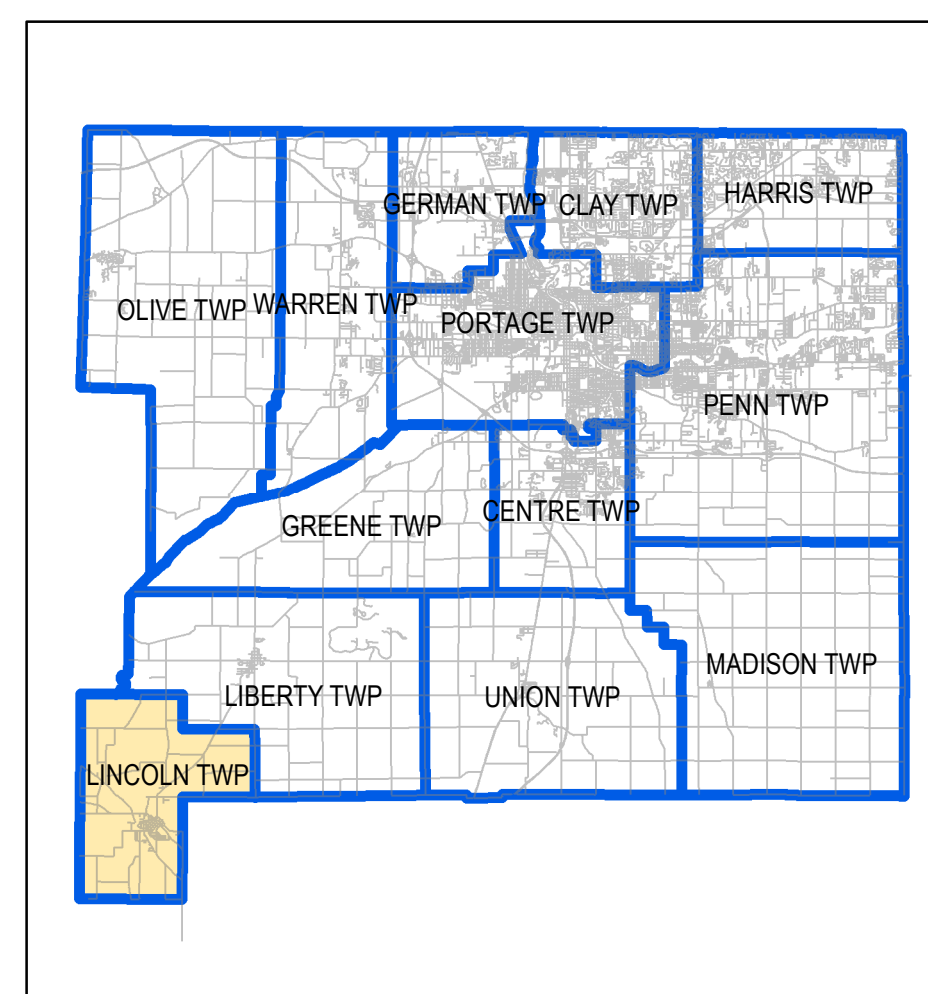 HARRIS TWP
GERMAN TWP
CLAY TWP
OLIVE TWP
WARREN TWP
PORTAGE TWP
PENN TWP
GREENE TWP
CENTRE TWP
MADISON TWP
LIBERTY TWP
UNION TWP
LINCOLN TWP